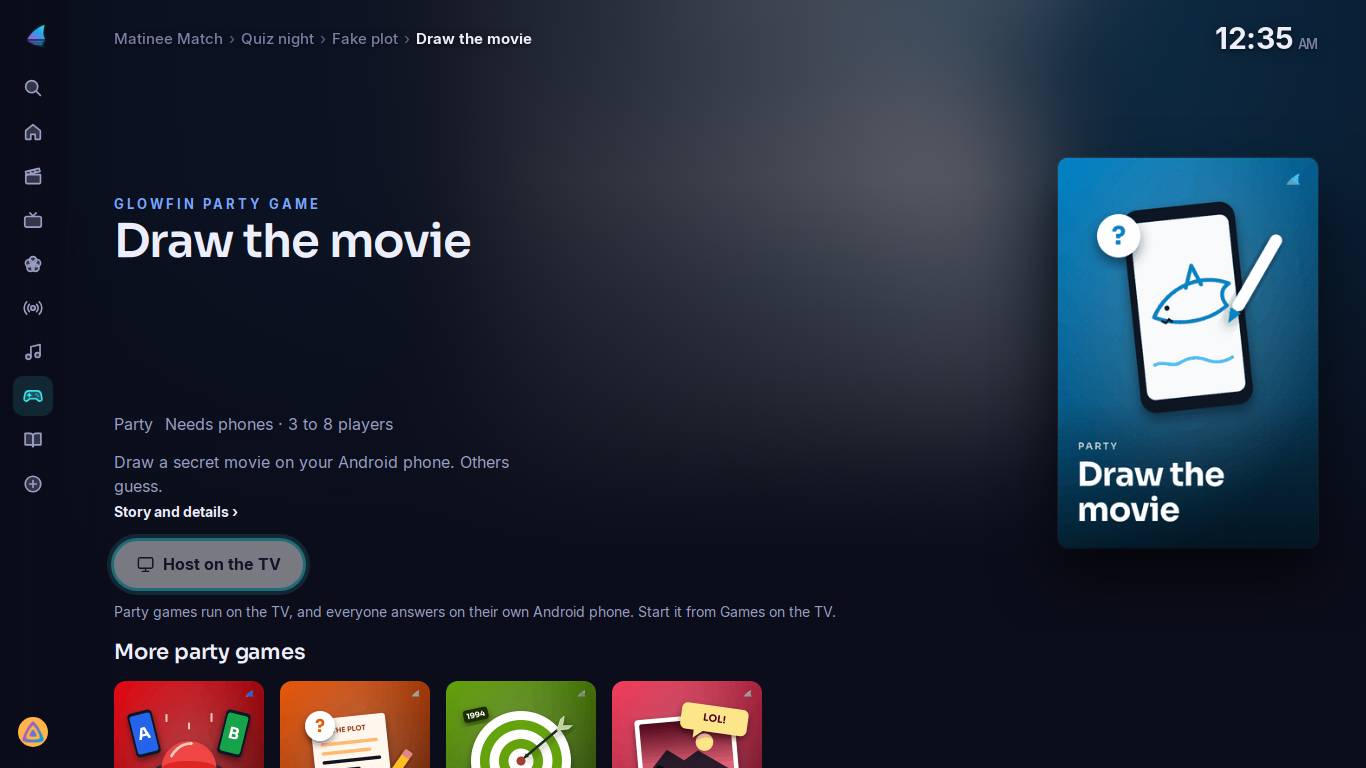 Matinee Match › Quiz night › Fake plot › Draw the movie
12:35 AM
GLOWFIN PARTY GAME
Draw the movie
?
PARTY
Draw the
movie
Party Needs phones · 3 to 8 players
Draw a secret movie on your Android phone. Others
guess.
Story and details ›
Host on the TV
Party games run on the TV, and everyone answers on their own Android phone. Start it from Games on the TV.
More party games
A
B
?
HE PLOT
1994
LOL!